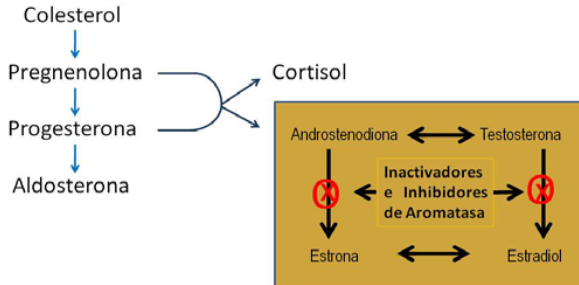 Colesterol
Pregnenolona
Cortisol
Progesterona
Aldosterona
Androstenodiona
Testosterona
Inactivadores
e Inhibidores
de Aromatasa
Estrona
Estradiol